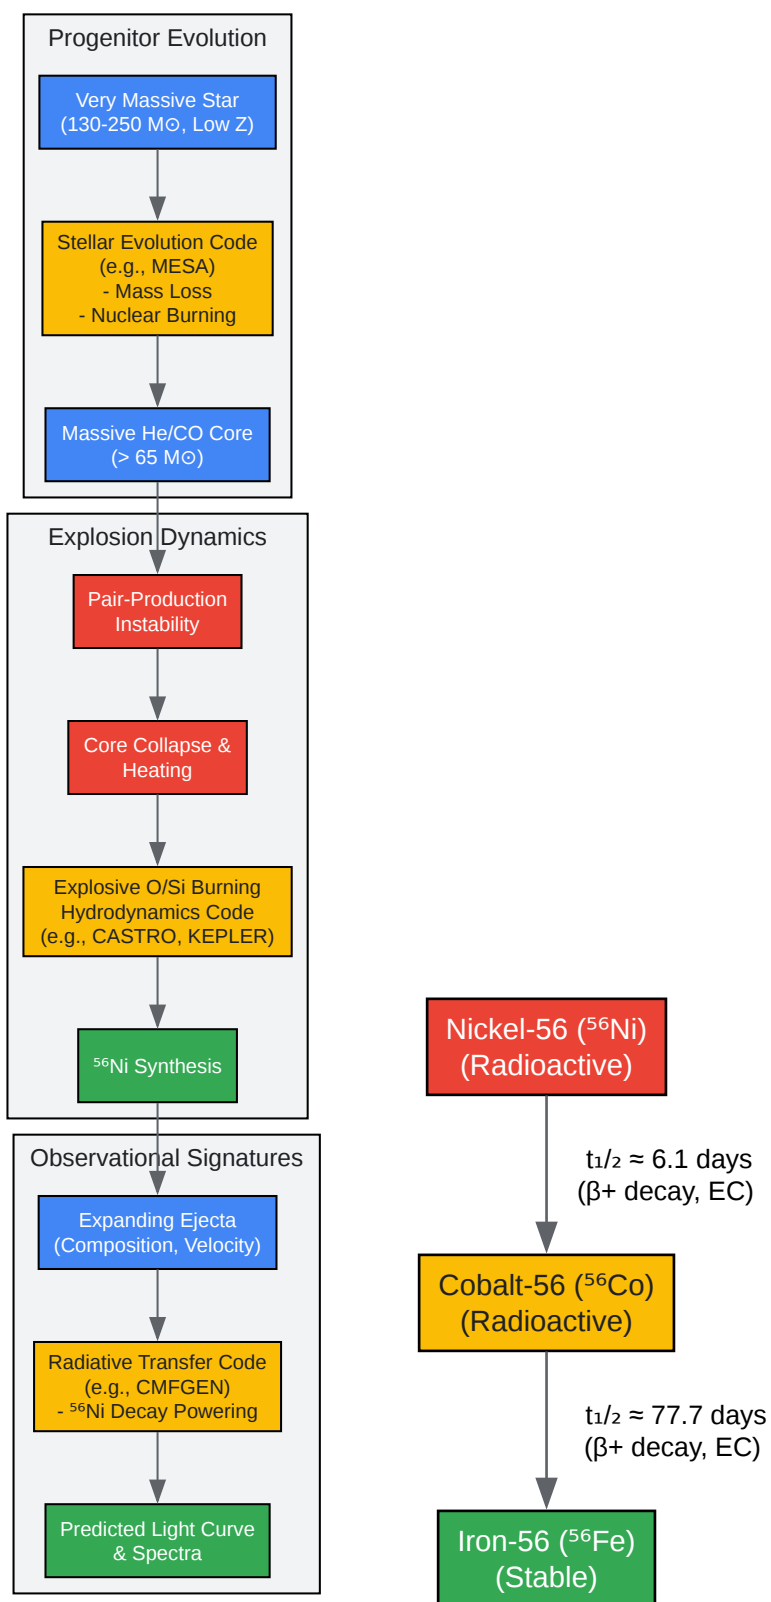 Progenitor Evolution
Very Massive Star
(130-250 M⊙, Low Z)
Stellar Evolution Code
(e.g., MESA)
- Mass Loss
- Nuclear Burning
Massive He/CO Core
(> 65 M⊙)
Explosion Dynamics
Pair-Production
Instability
Core Collapse &
Heating
Explosive O/Si Burning
Hydrodynamics Code
(e.g., CASTRO, KEPLER)
⁵⁶Ni Synthesis
Observational Signatures
Expanding Ejecta
(Composition, Velocity)
Radiative Transfer Code
(e.g., CMFGEN)
- ⁵⁶Ni Decay Powering
Predicted Light Curve
& Spectra
Nickel-56 (⁵⁶Ni)
(Radioactive)
t₁/₂ ≈ 6.1 days
(β+ decay, EC)
Cobalt-56 (⁵⁶Co)
(Radioactive)
t₁/₂ ≈ 77.7 days
(β+ decay, EC)
Iron-56 (⁵⁶Fe)
(Stable)